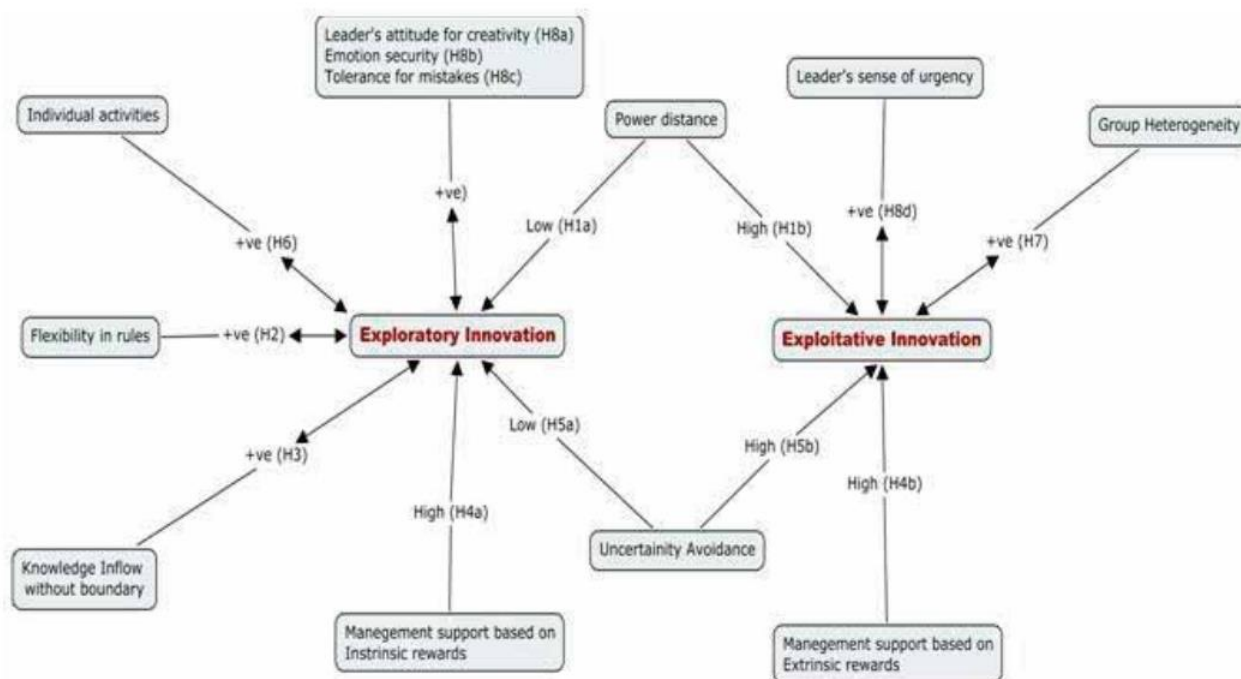 Leader's attitude for creativity (H8a)
Emotion security (H8b)
Tolerance for mistakes (H8c)
Leader's sense of urgency
Individual activities
Power distance
Group Heterogeneity
+ve)
+ve (H8d)
Low (H1a)
High (H1b)
+ve (H6)
+ve (H7)
Flexibility in rules
+ve (H2)
Exploratory Innovation
Exploitative Innovation
Low (H5a)
High (H5b)
+ve (H3)
High (H4a)
High (H4b)
Uncertainity Avoidance
Knowledge Inflow
without boundary
Manegement support based on
Instrinsic rewards
Manegement support based on
Extrinsic rewards